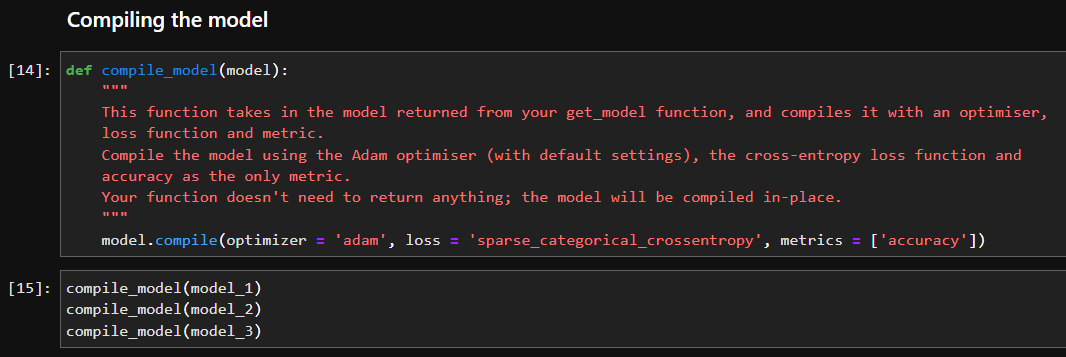 Compiling the model
[14]: def compile_model(model):
"""
This function takes in the model returned from your get_model function, and compiles it with an optimiser,
loss function and metric.
Compile the model using the Adam optimiser (with default settings), the cross-entropy loss function and
accuracy as the only metric.
Your function doesn't need to return anything; the model will be compiled in-place.
"""
model.compile(optimizer = 'adam', loss = 'sparse_categorical_crossentropy', metrics = ['accuracy'])
[15]: compile_model(model_1)
compile_model(model_2)
compile_model(model_3)